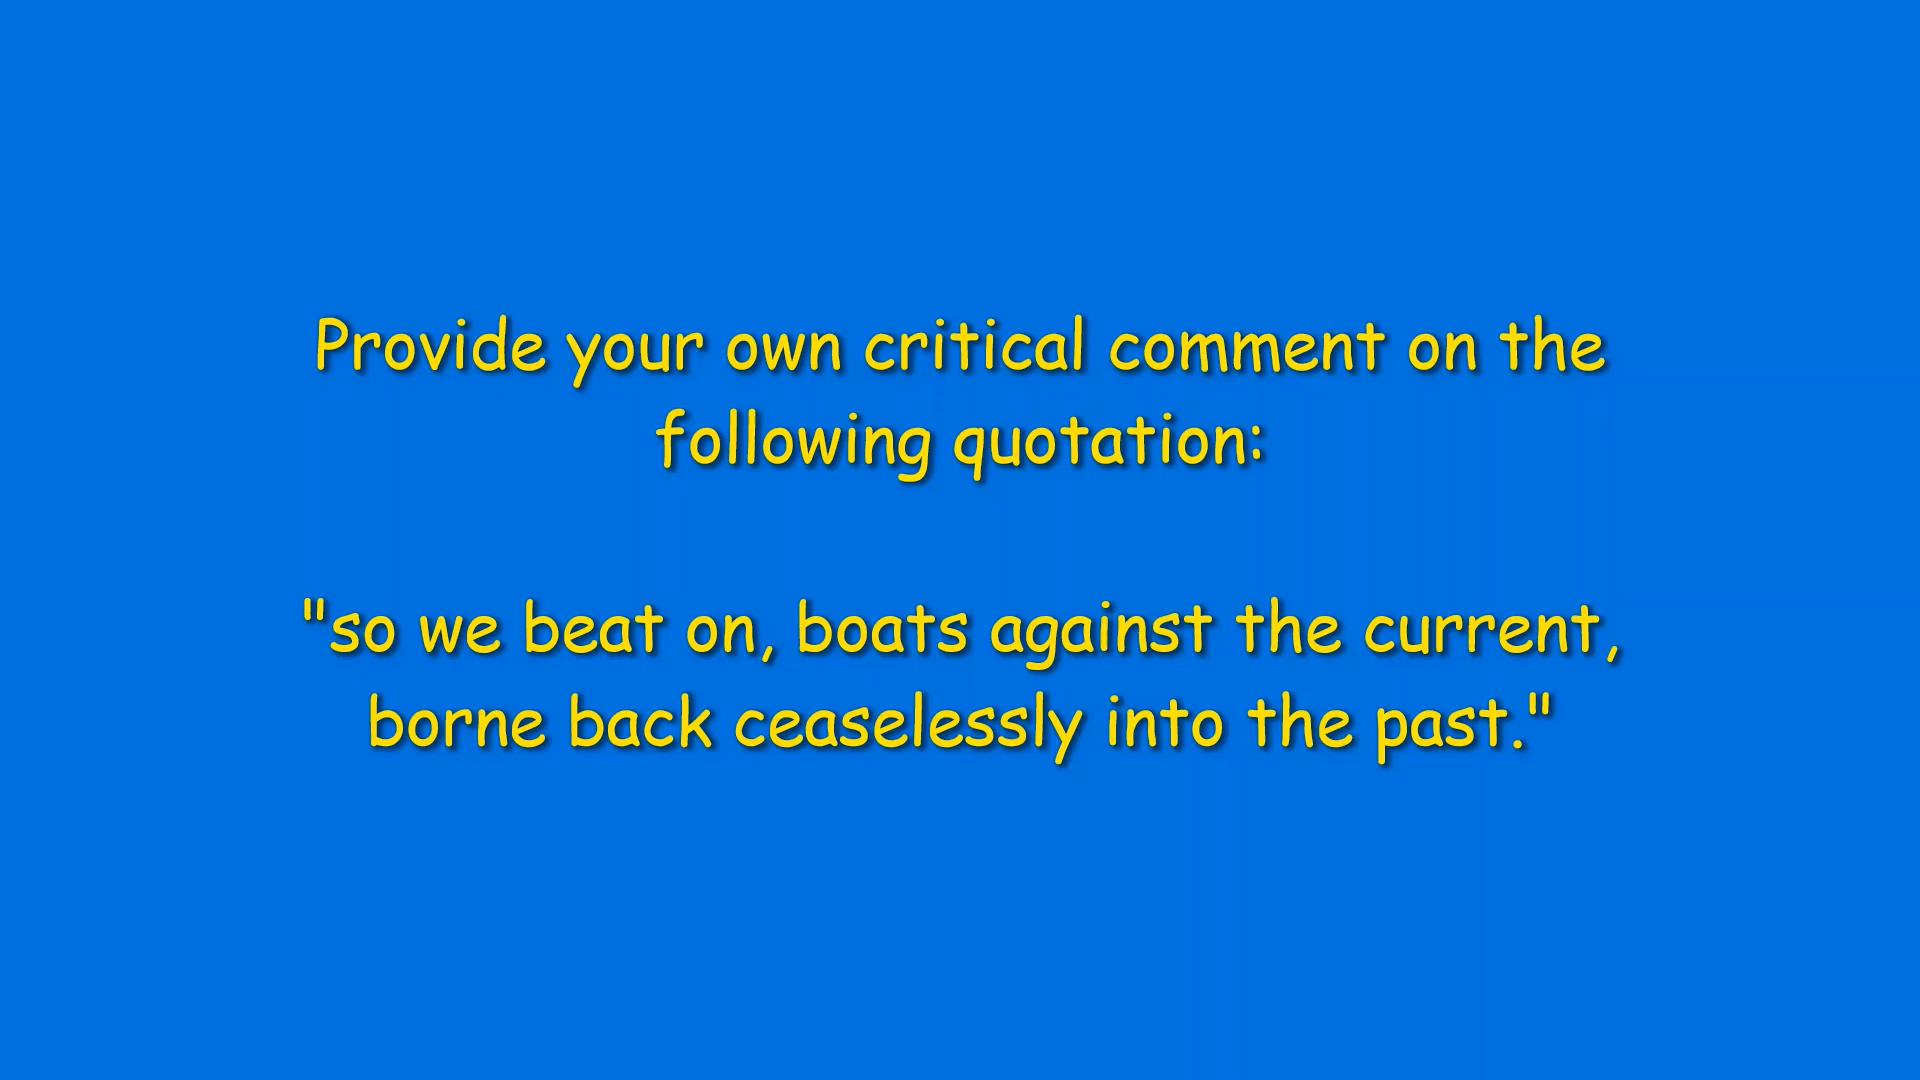 Provide your own critical comment on the
following quotation:
"so we beat on, boats against the current,
borne back ceaselessly into the past."